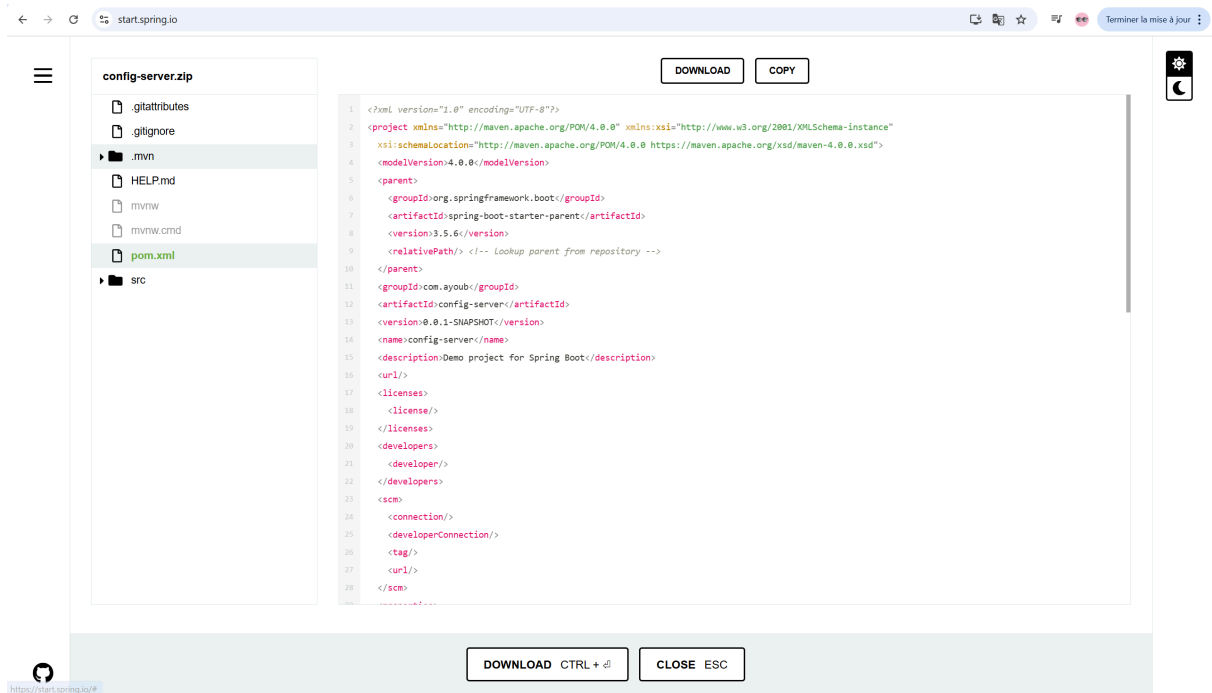 start.spring.io
Terminer la mise à jour
config-server.zip
DOWNLOAD
COPY
.gitattributes
.gitignore
.mvn
HELP.md
mvnw
mvnw.cmd
pom.xml
src
1 <?xml version="1.0" encoding="UTF-8"?>
2 <project xmlns="http://maven.apache.org/POM/4.0.0" xmlns:xsi="http://www.w3.org/2001/XMLSchema-instance"
3 xsi:schemaLocation="http://maven.apache.org/POM/4.0.0 https://maven.apache.org/xsd/maven-4.0.0.xsd">
4 <modelVersion>4.0.0</modelVersion>
5 <parent>
6 <groupId>org.springframework.boot</groupId>
7 <artifactId>spring-boot-starter-parent</artifactId>
8 <version>3.5.6</version>
9 <relativePath/> <!-- lookup parent from repository -->
10 </parent>
11 <groupId>com.ayoub</groupId>
12 <artifactId>config-server</artifactId>
13 <version>0.0.1-SNAPSHOT</version>
14 <name>config-server</name>
15 <description>Demo project for Spring Boot</description>
16 <url/>
17 <licenses>
18 <license/>
19 </licenses>
20 <developers>
21 <developer/>
22 </developers>
23 <scm>
24 <connection/>
25 <developerConnection/>
26 <tag/>
27 <url/>
28 </scm>
DOWNLOAD CTRL + ⏎
CLOSE ESC
https://start.spring.io/#